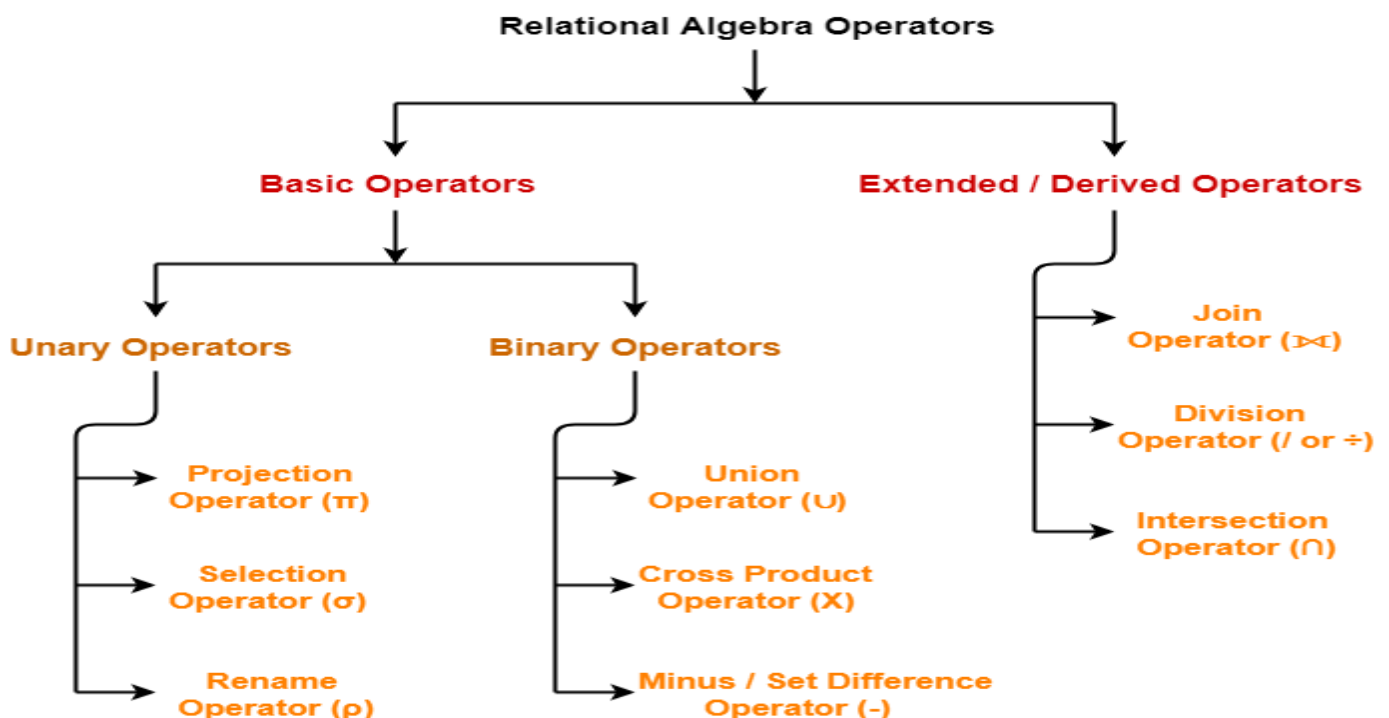 Relational Algebra Operators
Basic Operators
Extended / Derived Operators
Unary Operators
Binary Operators
Projection
Operator (π)
Selection
Operator (σ)
Rename
Operator (ρ)
Union
Operator (∪)
Cross Product
Operator (X)
Minus / Set Difference
Operator (-)
Join
Operator (⋈)
Division
Operator (/ or ÷)
Intersection
Operator (∩)